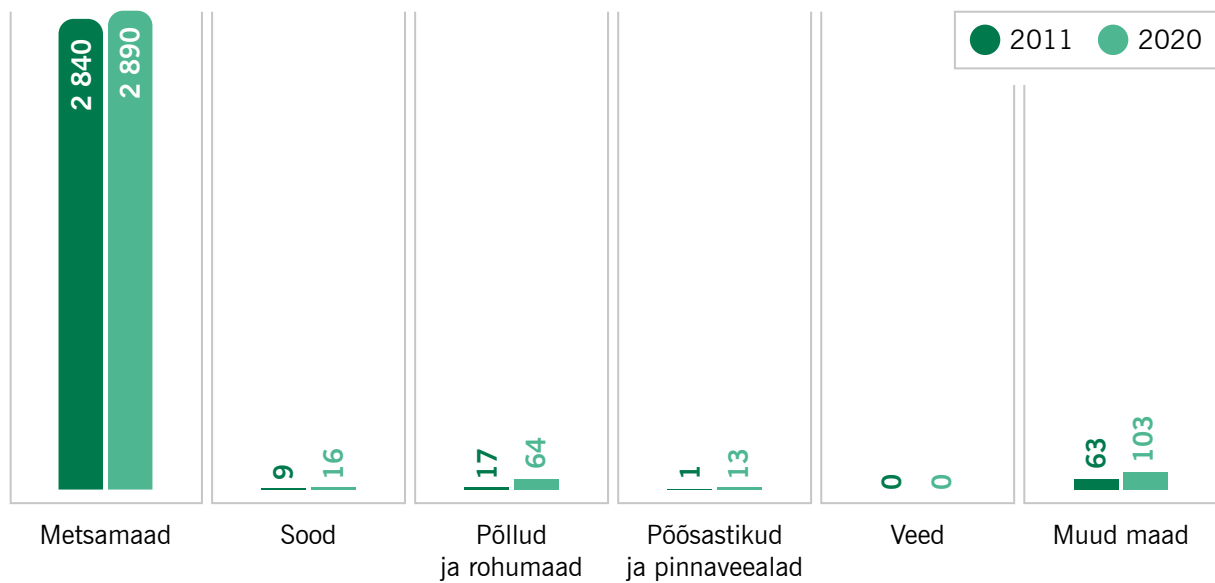 2011 2020
2 840 2 890
9 16
17 64
1 13
0 0
63 103
Metsamaad
Sood
Põllud
ja rohumaad
Põõsastikud
ja pinnaveealad
Veed
Muud maad